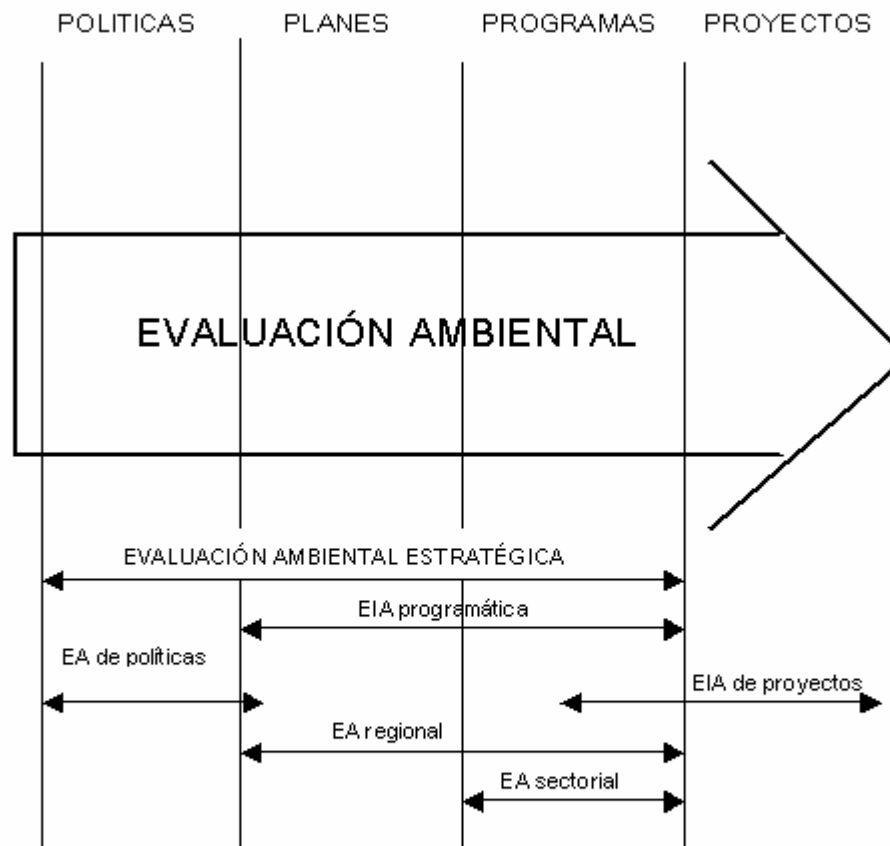 POLITICAS PLANES PROGRAMAS PROYECTOS
EVALUACIÓN AMBIENTAL
EVALUACIÓN AMBIENTAL ESTRATÉGICA
EIA programática
EA de políticas
EIA de proyectos
EA regional
EA sectorial